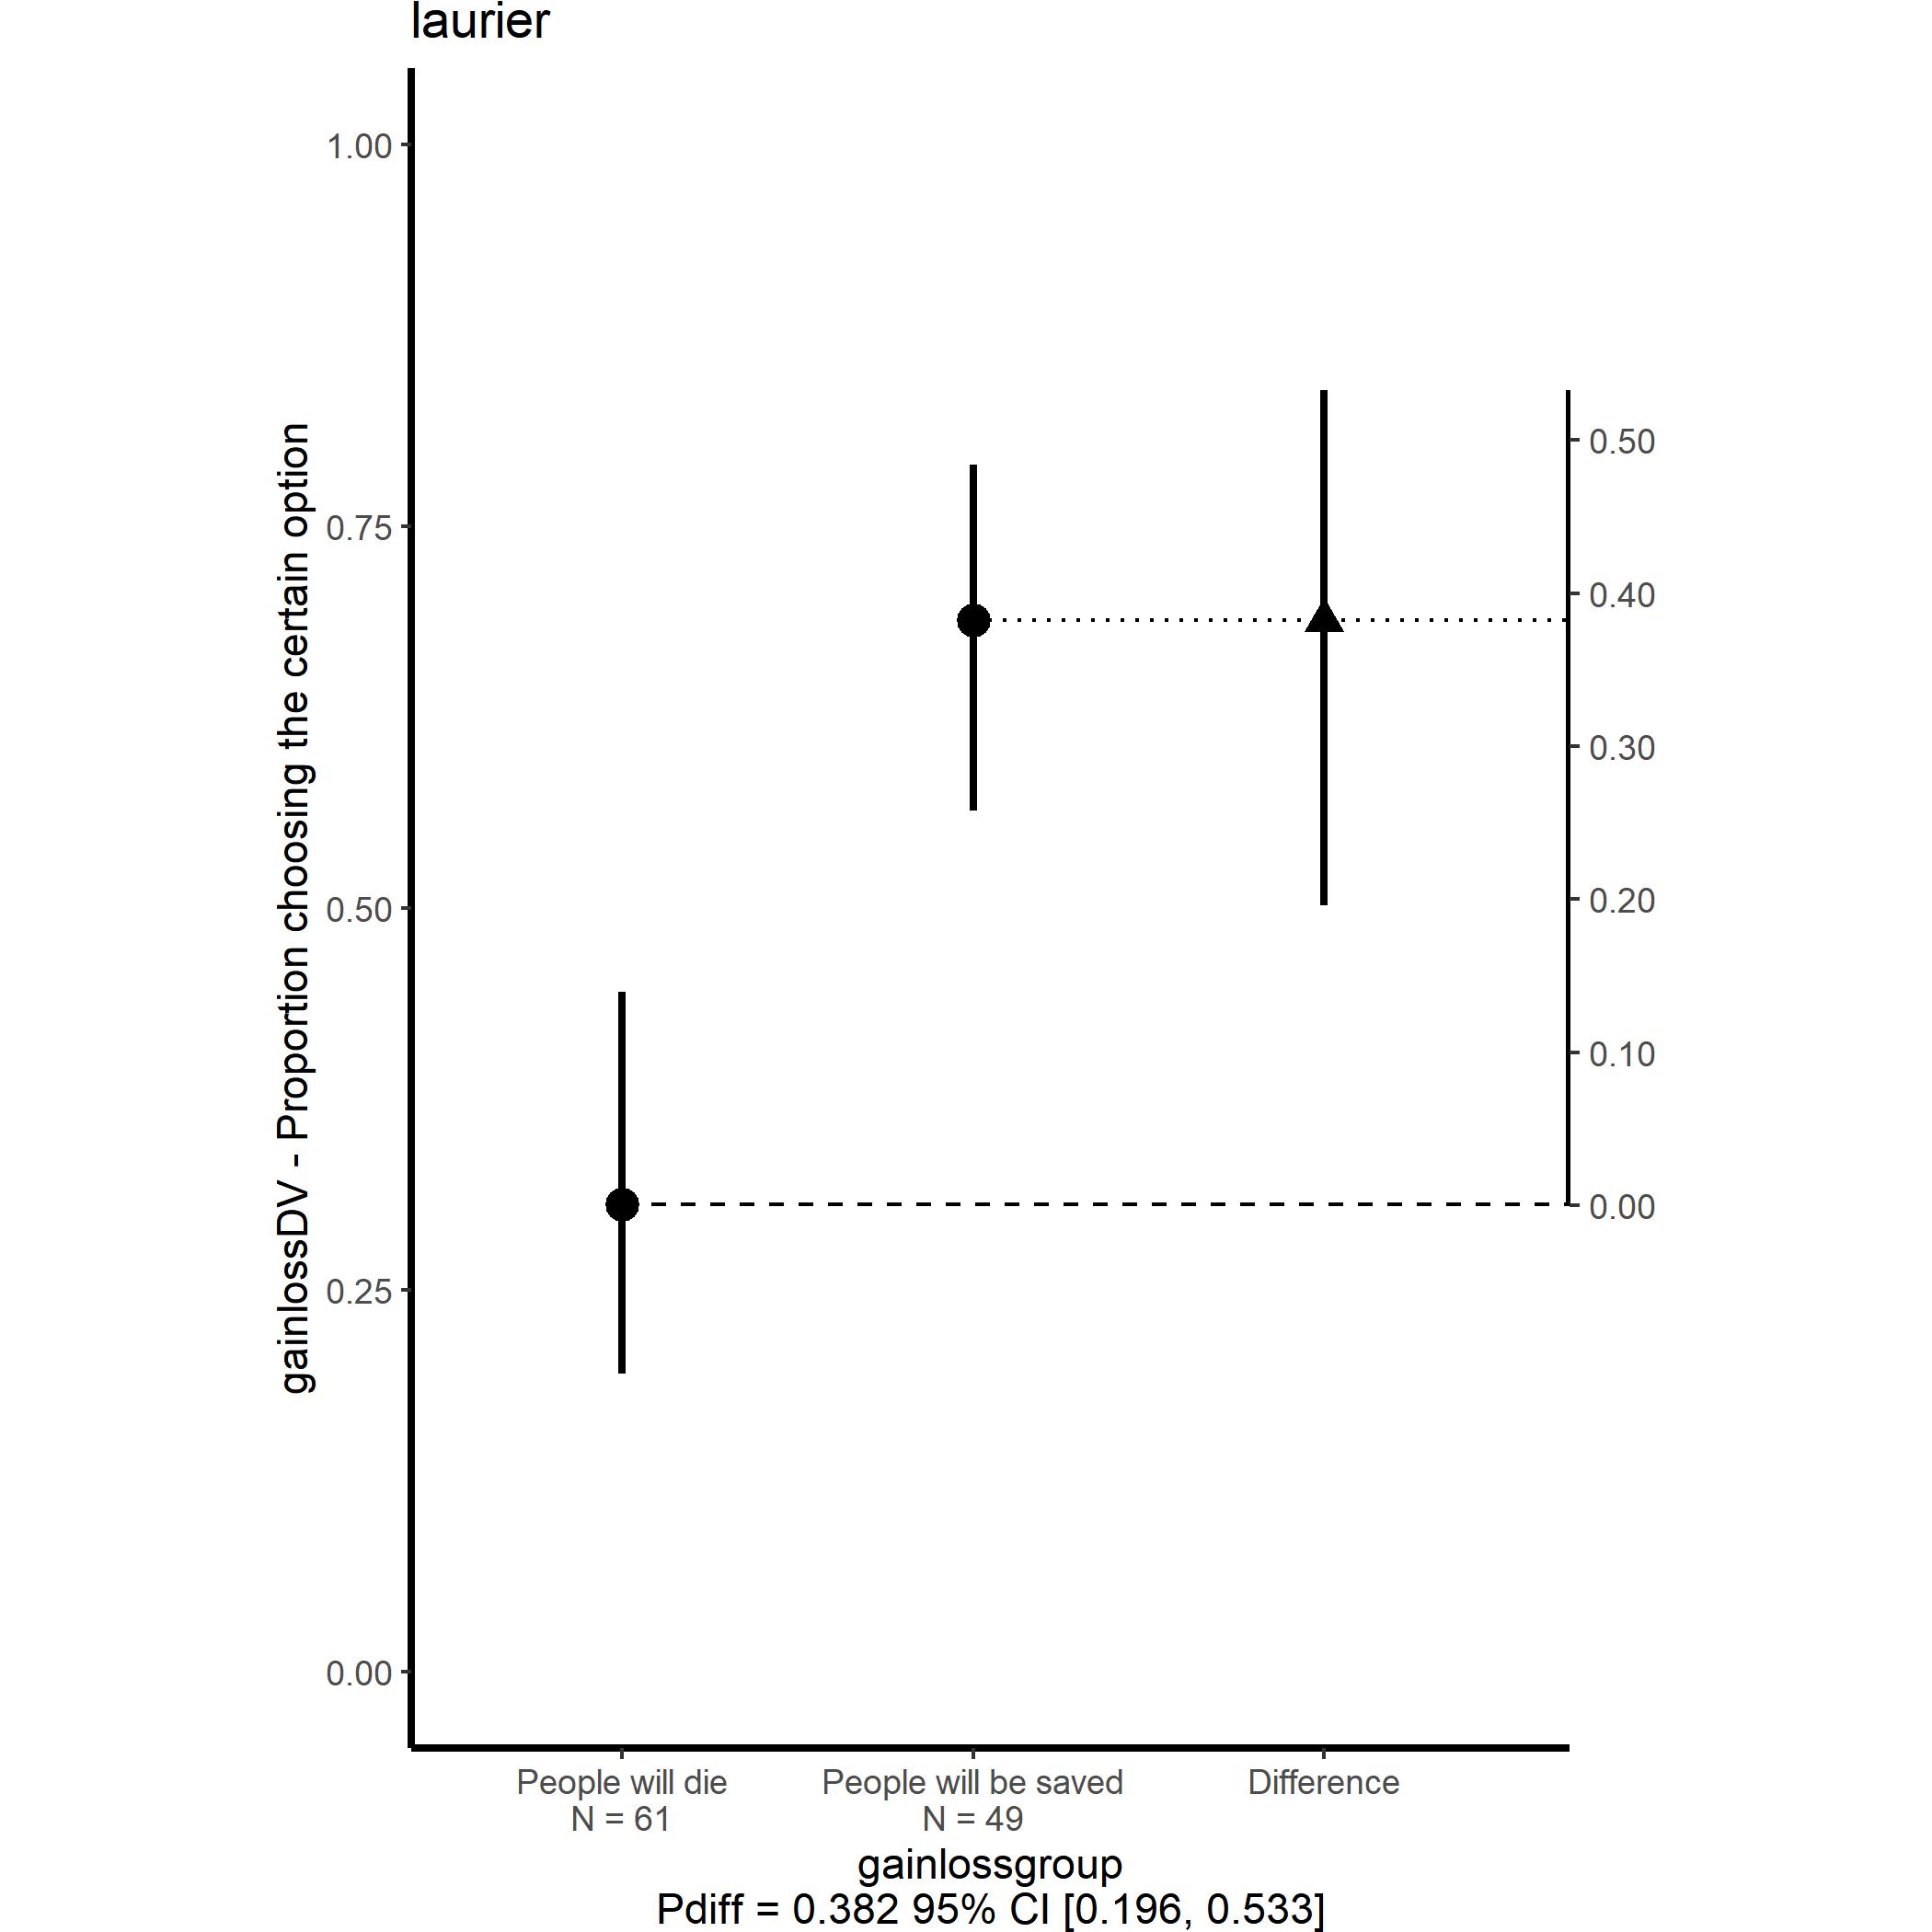 laurier
gainlossDV - Proportion choosing the certain option
1.00
0.75
0.50
0.25
0.00
0.50
0.40
0.30
0.20
0.10
0.00
People will die
N = 61
People will be saved
N = 49
Difference
gainlossgroup
Pdiff = 0.382 95% CI [0.196, 0.533]